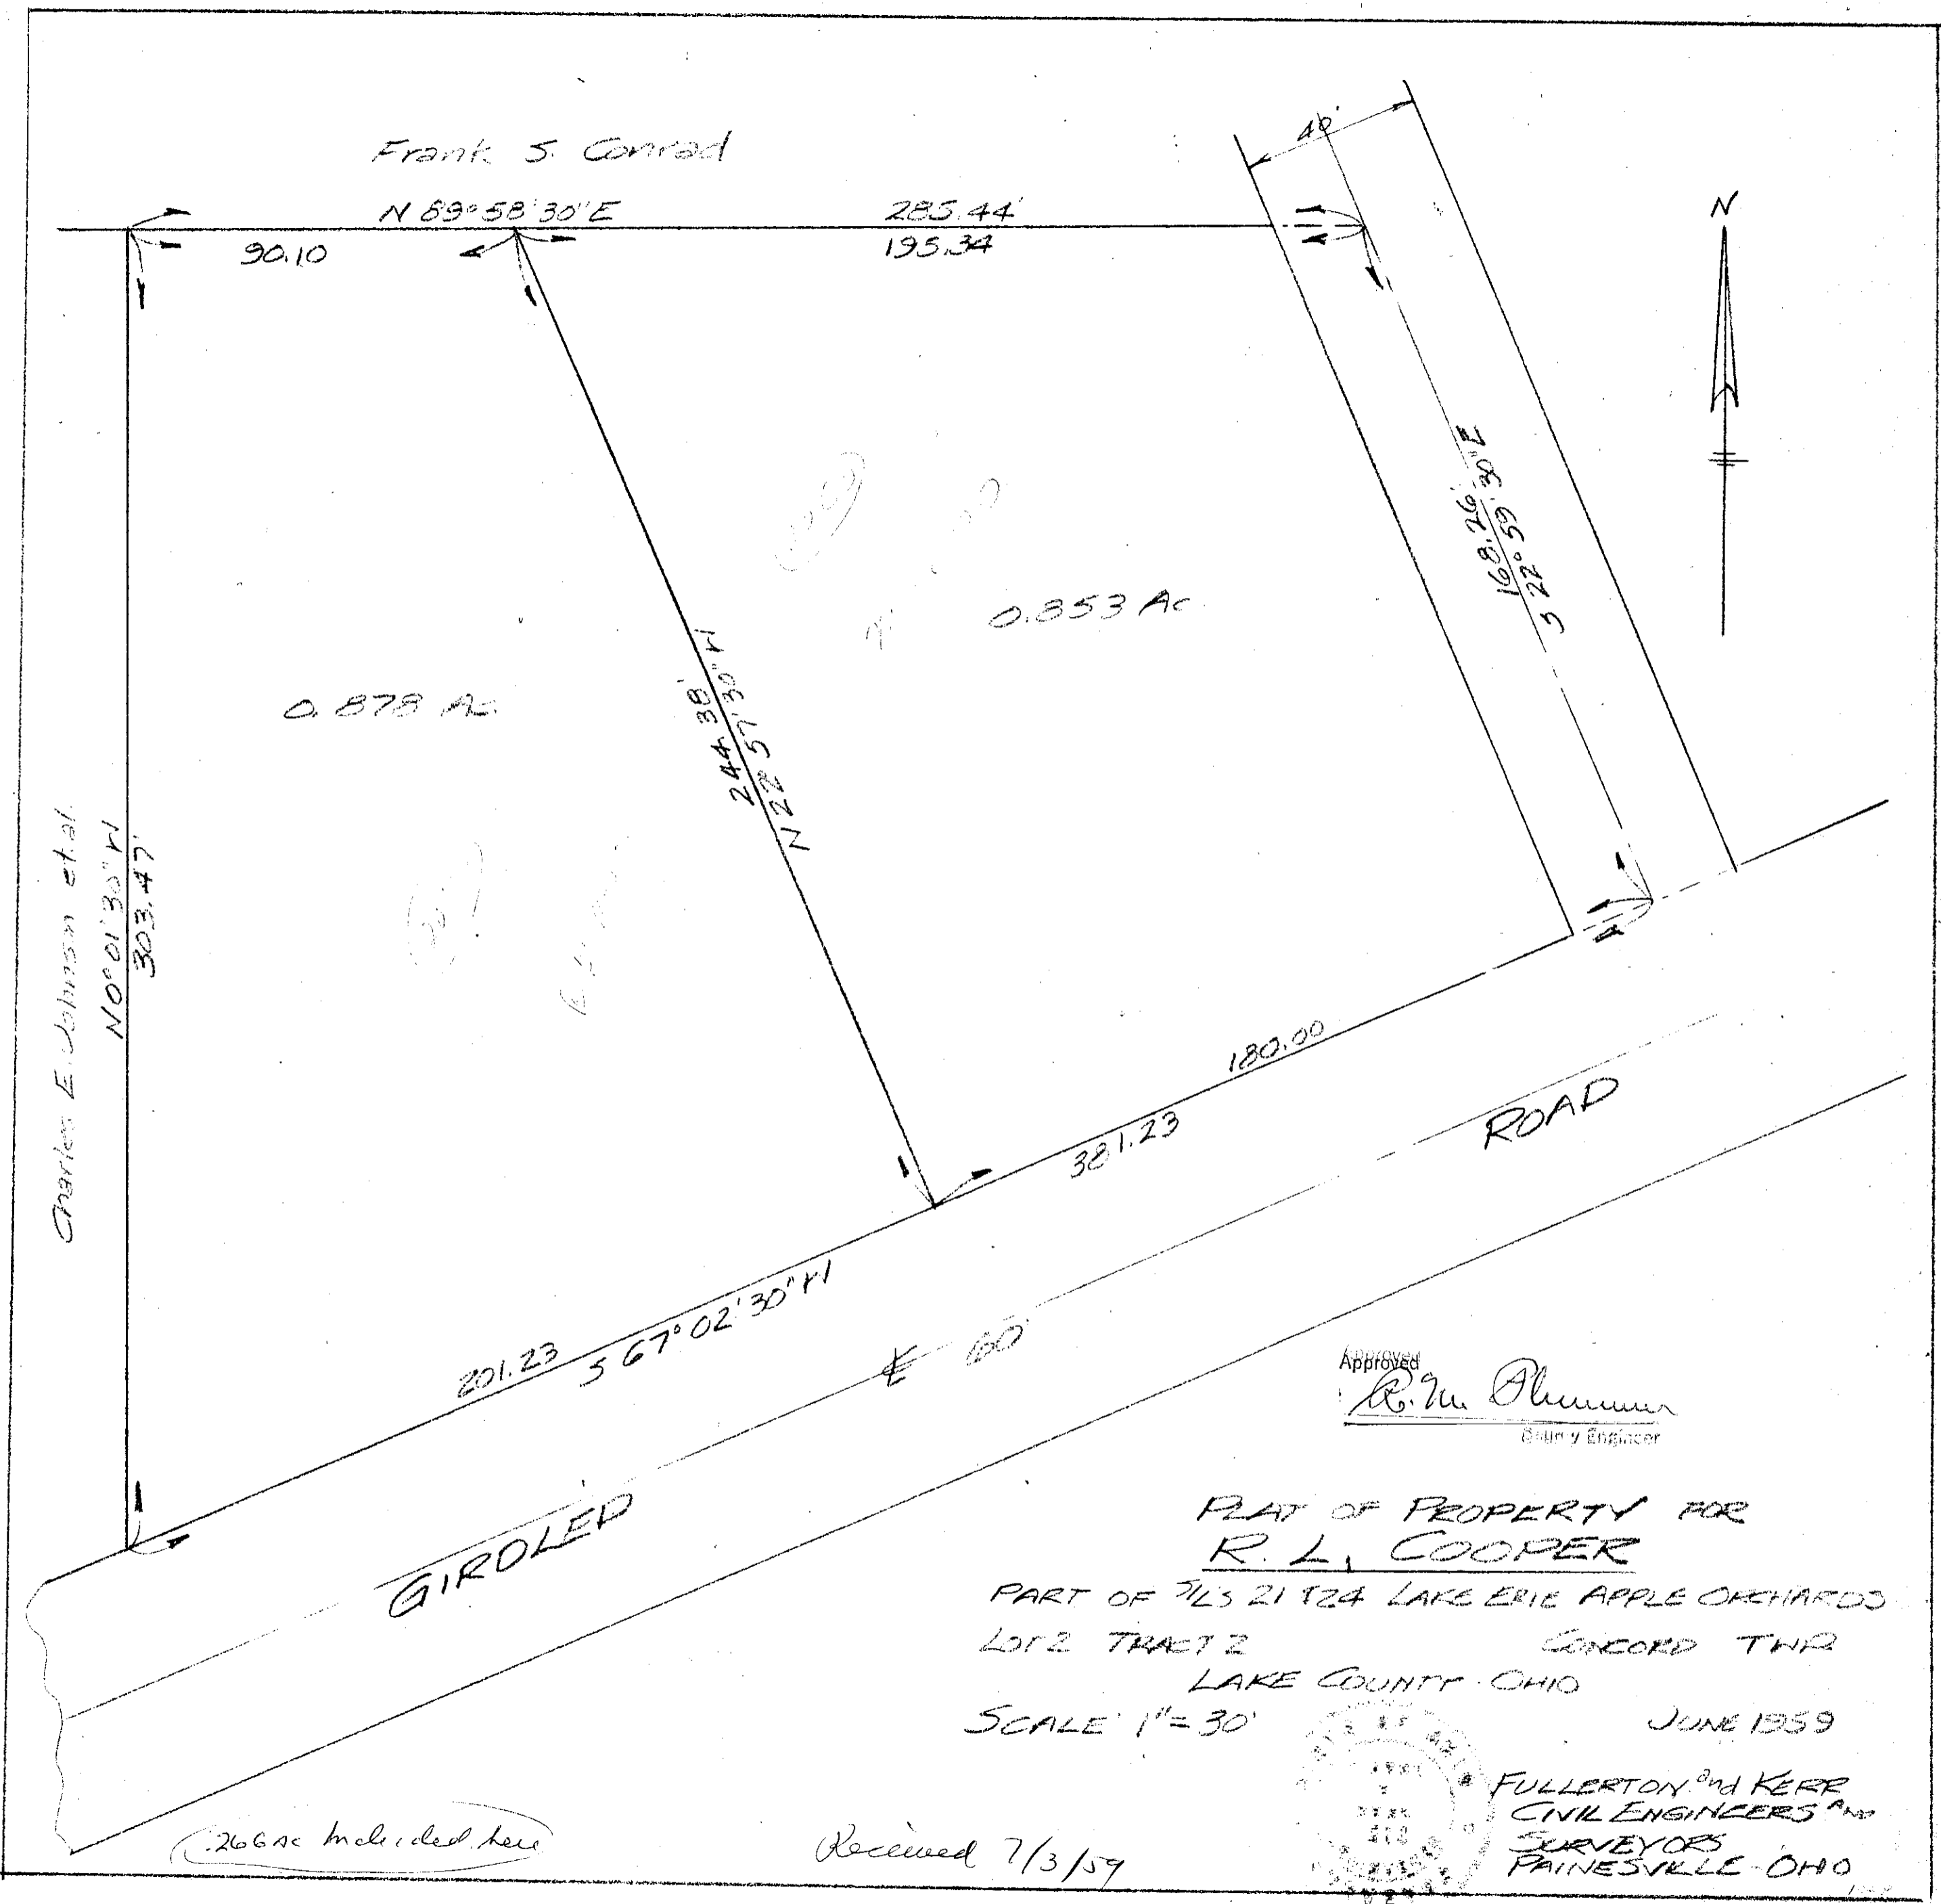 Frank S. Conrad
N 89° 58' 30" E
285.44'
90.10
195.34
40'
N
168.26'
S 22° 59' 30" E
0.853 Ac.
0.878 Ac.
244.38'
N 22° 57' 30" W
Charles E. Johnson et. al.
N 0° 01' 30" W
303.47'
180.00
381.23
201.23
S 67° 02' 30" W
GIRDLED
℄
60'
ROAD
Approved
R. M. Plummer
County Engineer
PLAT OF PROPERTY FOR
R. L. COOPER
PART OF S/L'S 21 & 24 LAKE ERIE APPLE ORCHARDS
LOT 2 TRACT 2 CONCORD TWP.
LAKE COUNTY - OHIO
SCALE 1" = 30' JUNE 1959
FULLERTON and KERR
CIVIL ENGINEERS AND
SURVEYORS
PAINESVILLE - OHIO
.266 Ac Included here
Received 7/3/59